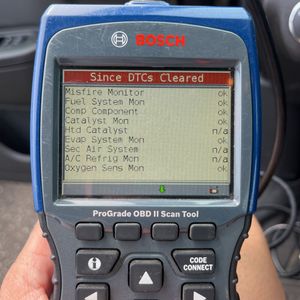 BOSCH
Since DTCs Cleared
Misfire Monitor ok
Fuel System Mon ok
Comp Component ok
Catalyst Mon ok
Htd Catalyst n/a
Evap System Mon ok
Sec Air System n/a
A/C Refrig Mon n/a
Oxygen Sens Mon ok
ProGrade OBD II Scan Tool
CODE
CONNECT